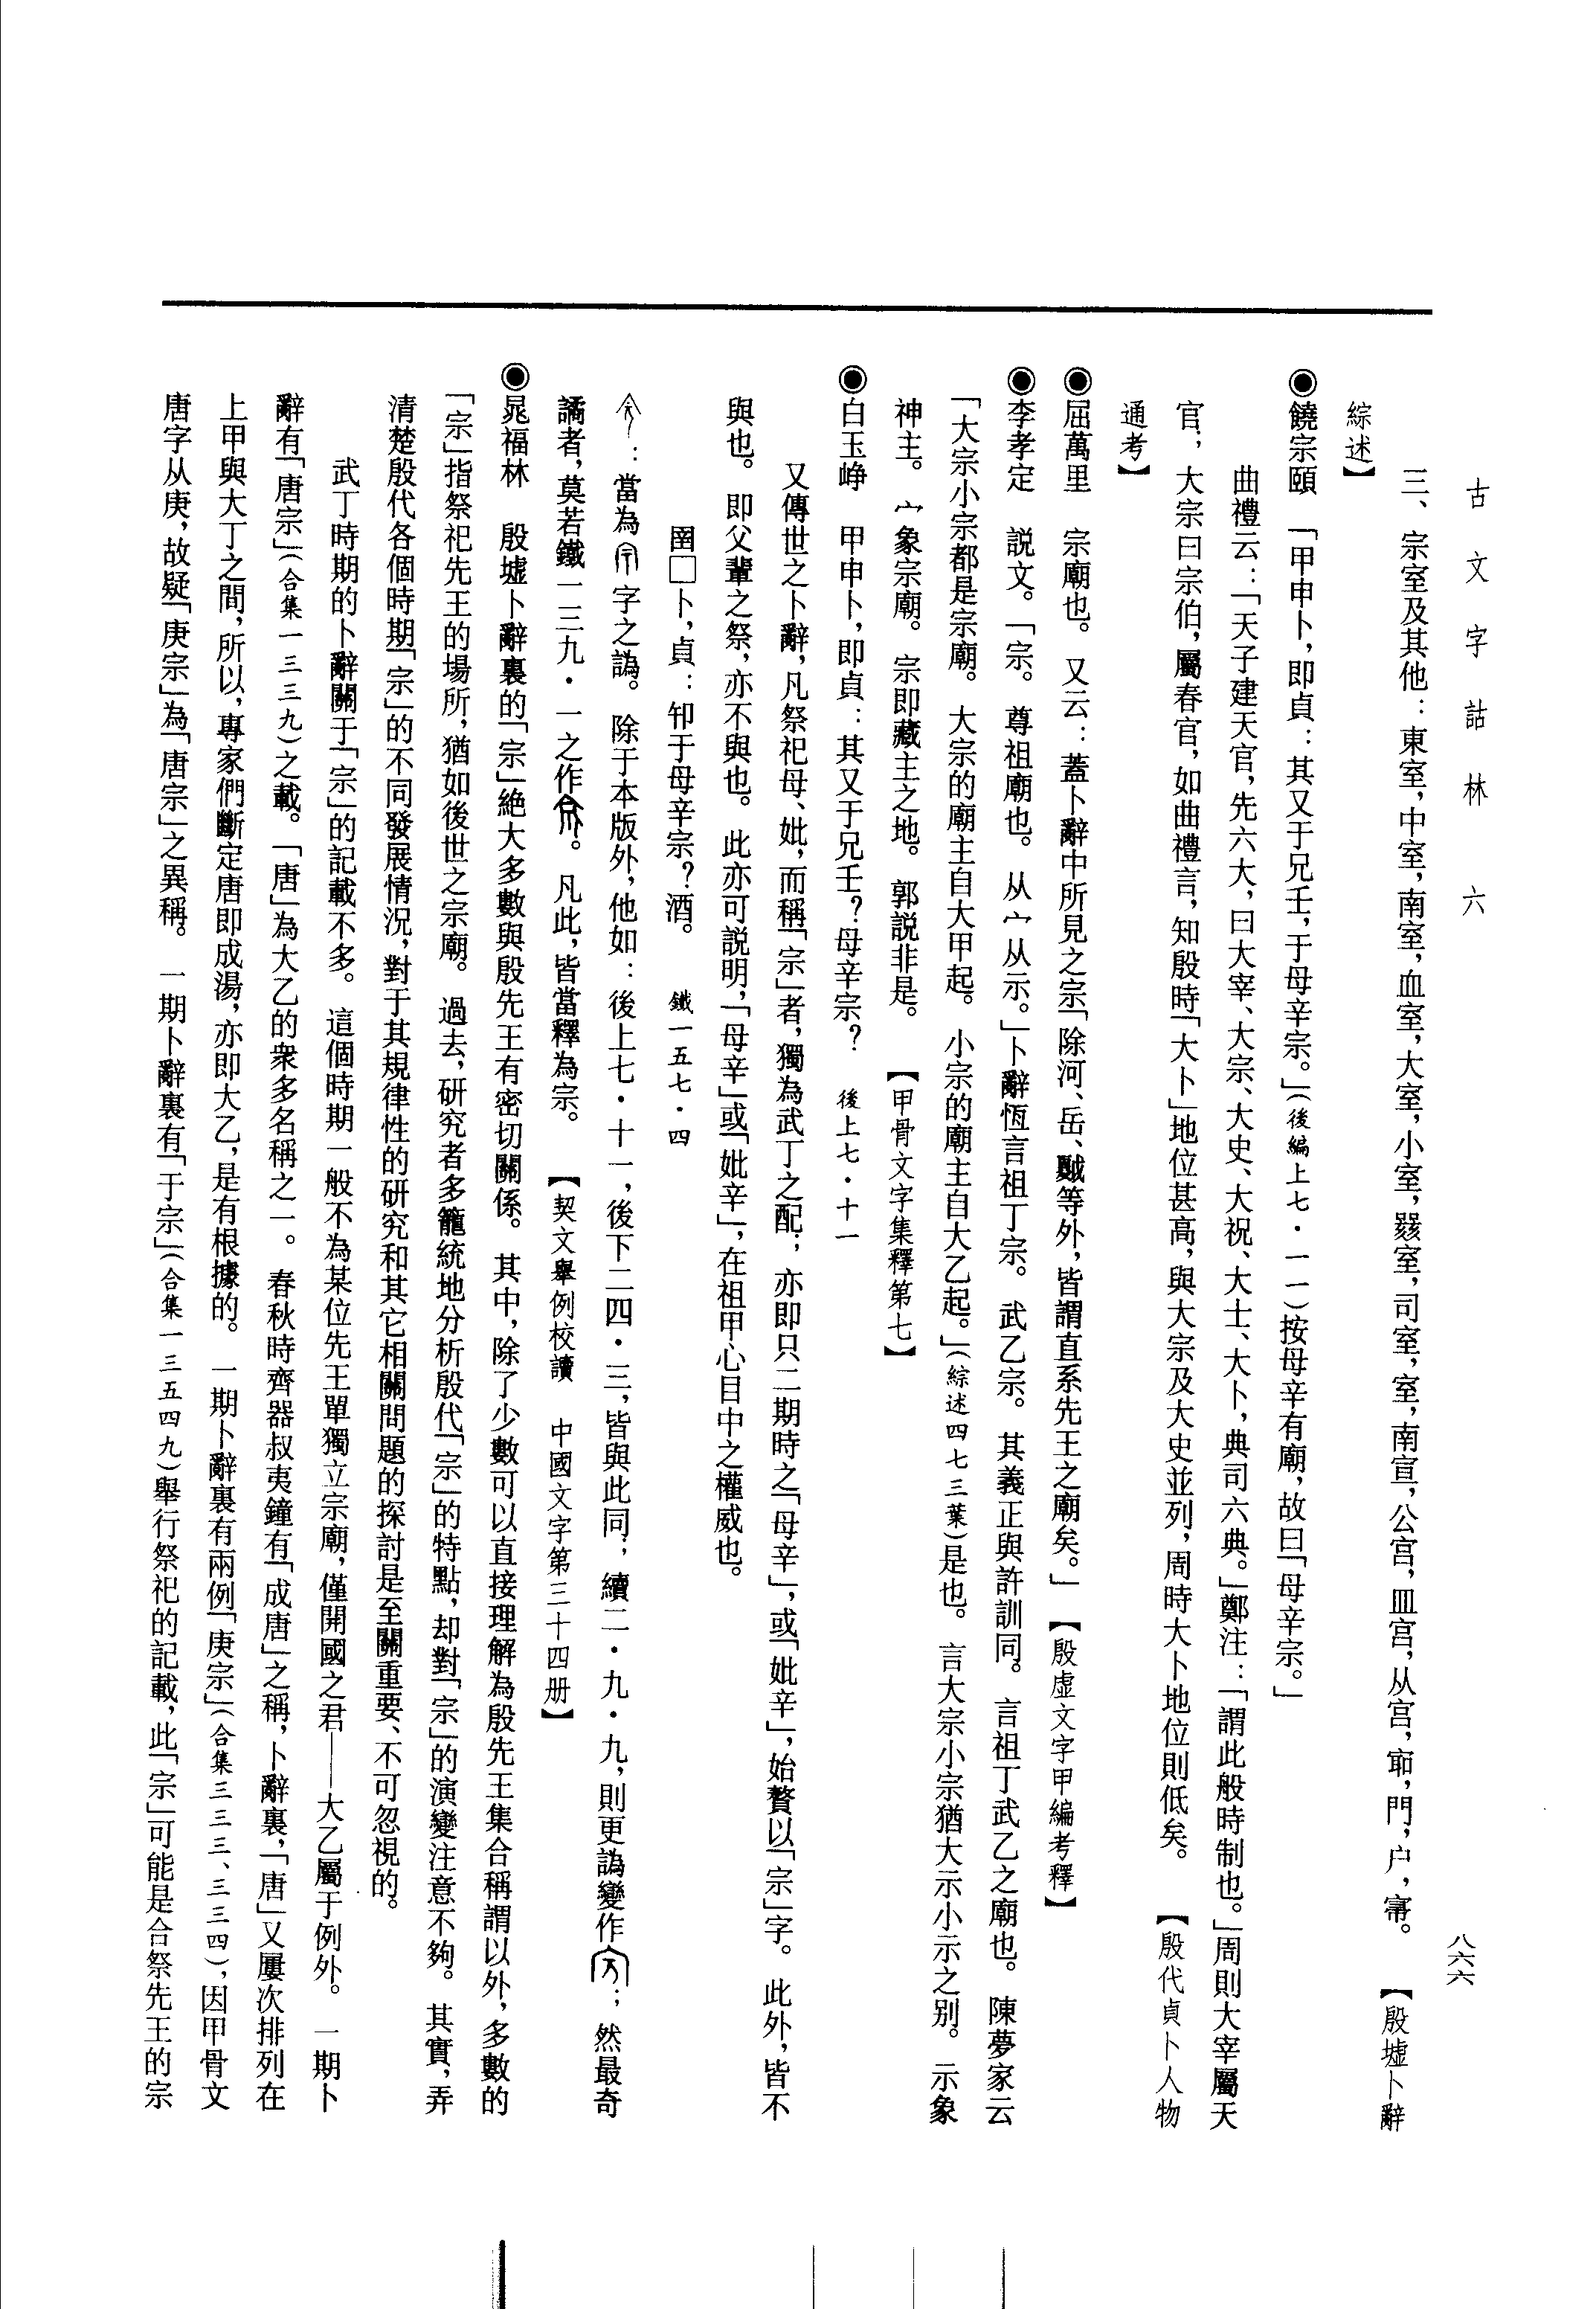 古文字詁林 六
八六六
三、宗室及其他：東室，中室，南室，血室，大室，小室，室，司室，室，南宣，公宫，皿宫，从宫，門，户，【殷墟卜辭
綜述】
◉饒宗頤 「甲申卜，即貞：其又于兄壬，于母辛宗。」（後編上七·一一）按母辛有廟，故曰「母辛宗。」
曲禮云：「天子建天官，先六大，曰大宰、大宗、大史、大祝、大士、大卜，典司六典。」鄭注：「謂此般時制也。」周則大宰屬天
官，大宗曰宗伯，屬春官，如曲禮言，知殷時「大卜」地位甚高，與大宗及大史並列，周時大卜地位則低矣。 【殷代貞卜人物
通考】
◉屈萬里 宗廟也。又云：蓋卜辭中所見之宗「除河、岳、等外，皆謂直系先王之廟矣。」【殷虛文字甲編考釋】
◉李孝定 説文。「宗。尊祖廟也。从宀从示。」卜辭恆言祖丁宗。武乙宗。其義正與許訓同。言祖丁武乙之廟也。陳夢家云
「大宗小宗都是宗廟。大宗的廟主自大甲起。小宗的廟主自大乙起。」（綜述四七三葉）是也。言大宗小宗猶大示小示之别。示象
神主。宀象宗廟。宗即藏主之地。郭説非是。 【甲骨文字集釋第七】
◉白玉崢 甲申卜，即貞：其又于兄壬？母辛宗？ 後上七·十一
又傳世之卜辭，凡祭祀母、妣，而稱「宗」者，獨為武丁之配；亦即只二期時之「母辛」，或「妣辛」，始贅以「宗」字。此外，皆不
與也。即父輩之祭，亦不與也。此亦可説明，「母辛」或「妣辛」，在祖甲心目中之權威也。
□卜，貞：卯于母辛宗？酒。 鐵一五七·四
：當為字之譌。除于本版外，他如：後上七·十一，後下二四·三，皆與此同；續二·九·九，則更譌變作；然最奇
譎者，莫若鐵一三九·一之作。凡此，皆當釋為宗。 【契文舉例校讀 中國文字第三十四册】
◉晁福林 殷墟卜辭裏的「宗」絶大多數與殷先王有密切關係。其中，除了少數可以直接理解為殷先王集合稱謂以外，多數的
「宗」指祭祀先王的場所，猶如後世之宗廟。過去，研究者多籠統地分析殷代「宗」的特點，却對「宗」的演變注意不夠。其實，弄
清楚殷代各個時期「宗」的不同發展情況，對于其規律性的研究和其它相關問題的探討是至關重要、不可忽視的。
武丁時期的卜辭關于「宗」的記載不多。這個時期一般不為某位先王單獨立宗廟，僅開國之君——大乙屬于例外。一期卜
辭有「唐宗」（合集一三三九）之載。「唐」為大乙的衆多名稱之一。春秋時齊器叔夷鐘有「成唐」之稱，卜辭裏，「唐」又屢次排列在
上甲與大丁之間，所以，專家們斷定唐即成湯，亦即大乙，是有根據的。一期卜辭裏有兩例「庚宗」（合集三三三、三三四），因甲骨文
唐字从庚，故疑「庚宗」為「唐宗」之異稱。一期卜辭裏有「于宗」（合集一三五四九）舉行祭祀的記載，此「宗」可能是合祭先王的宗